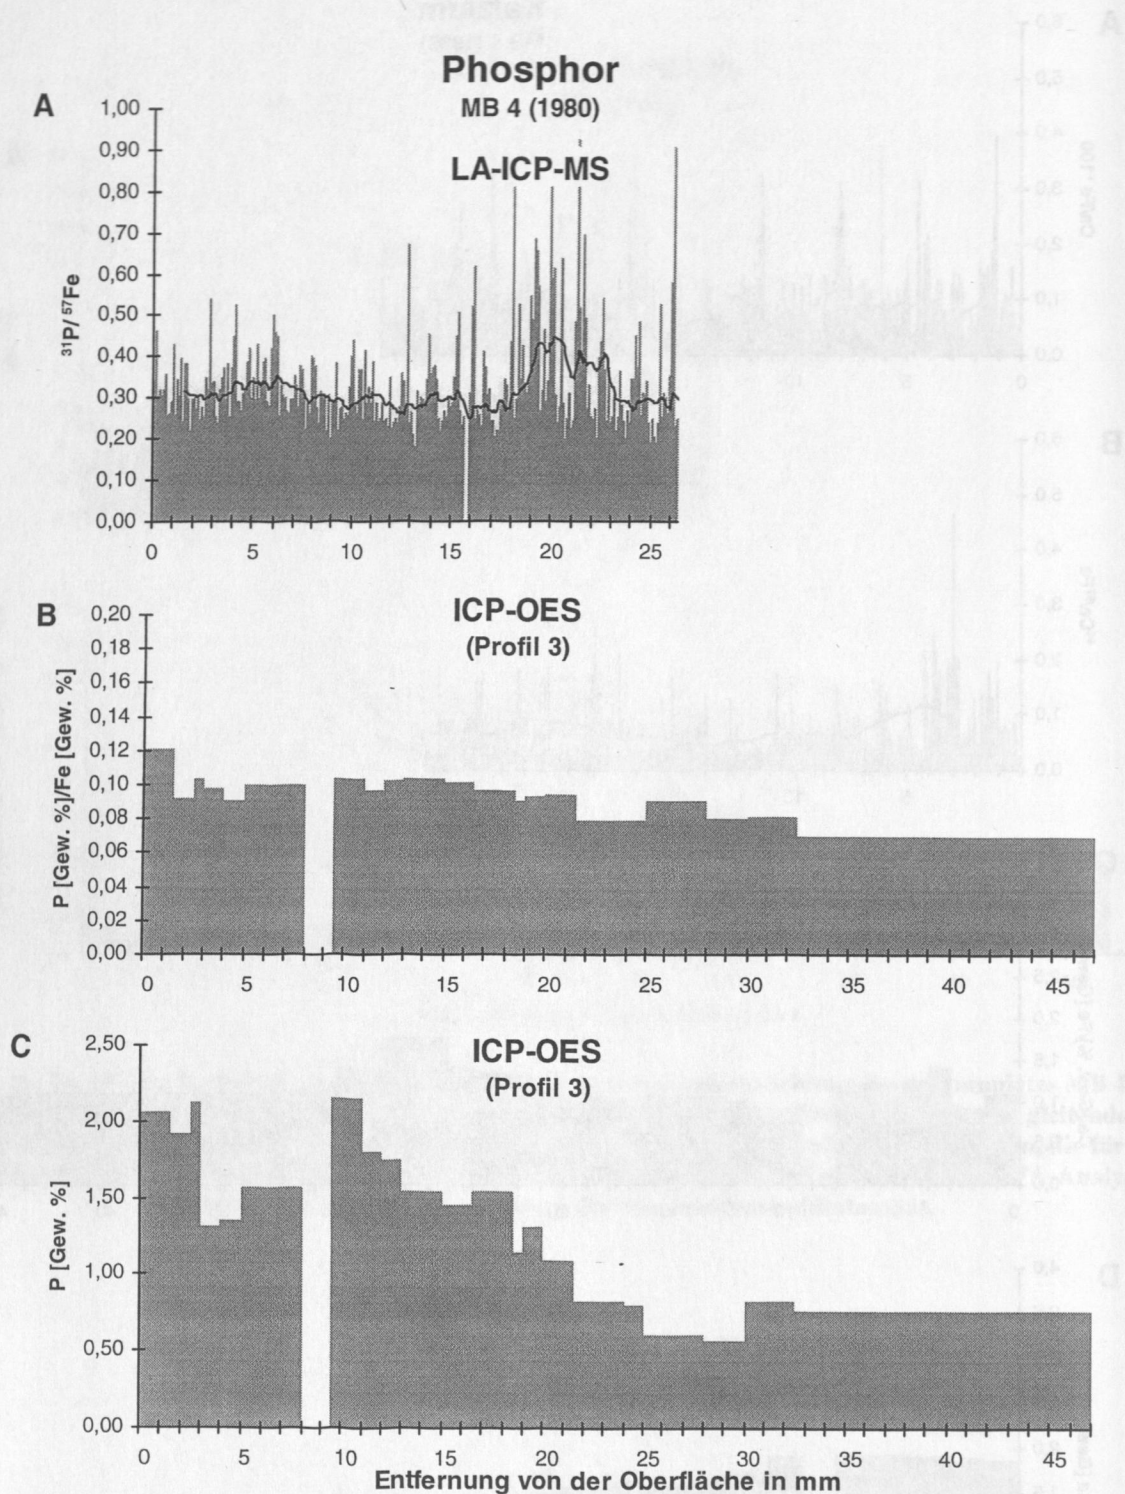 Phosphor
MB 4 (1980)
A
LA-ICP-MS
1,00
0,90
0,80
0,70
0,60
0,50
0,40
0,30
0,20
0,10
0,00
31P/ 57Fe
0 5 10 15 20 25
B
ICP-OES
(Profil 3)
0,20
0,18
0,16
0,14
0,12
0,10
0,08
0,06
0,04
0,02
0,00
P [Gew. %]/Fe [Gew. %]
0 5 10 15 20 25 30 35 40 45
C
ICP-OES
(Profil 3)
2,50
2,00
1,50
1,00
0,50
0,00
P [Gew. %]
0 5 10 15 20 25 30 35 40 45
Entfernung von der Oberfläche in mm